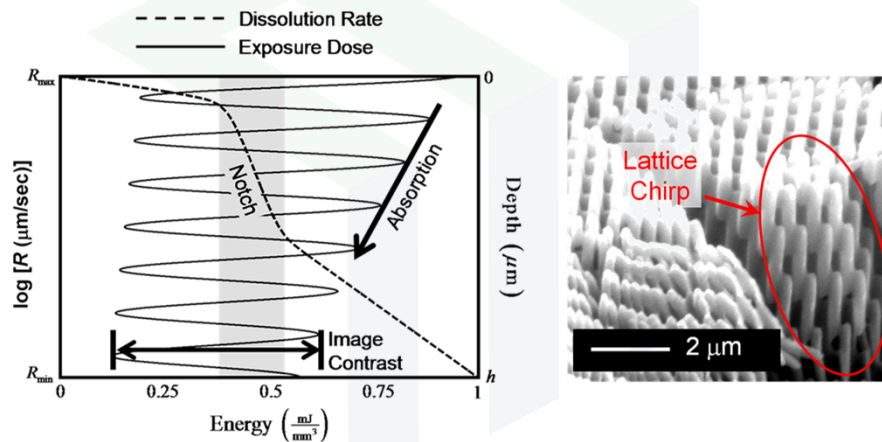 Dissolution Rate
Exposure Dose
R_max
0
log [R (μm/sec)]
Notch
Absorption
Depth (μm)
Image
Contrast
R_min
h
0
0.25
0.5
0.75
1
Energy (mJ/mm³)
Lattice
Chirp
2 μm